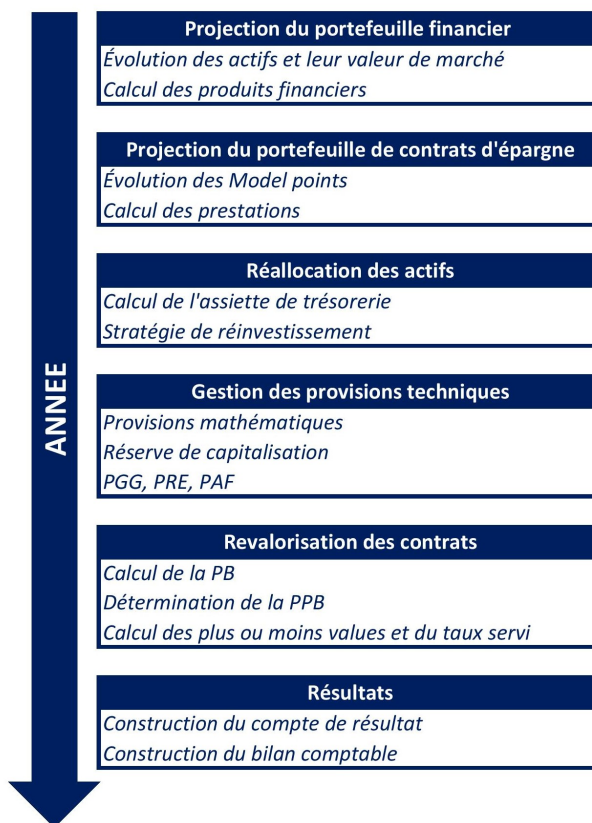 ANNEE
Projection du portefeuille financier
Évolution des actifs et leur valeur de marché
Calcul des produits financiers
Projection du portefeuille de contrats d'épargne
Évolution des Model points
Calcul des prestations
Réallocation des actifs
Calcul de l'assiette de trésorerie
Stratégie de réinvestissement
Gestion des provisions techniques
Provisions mathématiques
Réserve de capitalisation
PGG, PRE, PAF
Revalorisation des contrats
Calcul de la PB
Détermination de la PPB
Calcul des plus ou moins values et du taux servi
Résultats
Construction du compte de résultat
Construction du bilan comptable